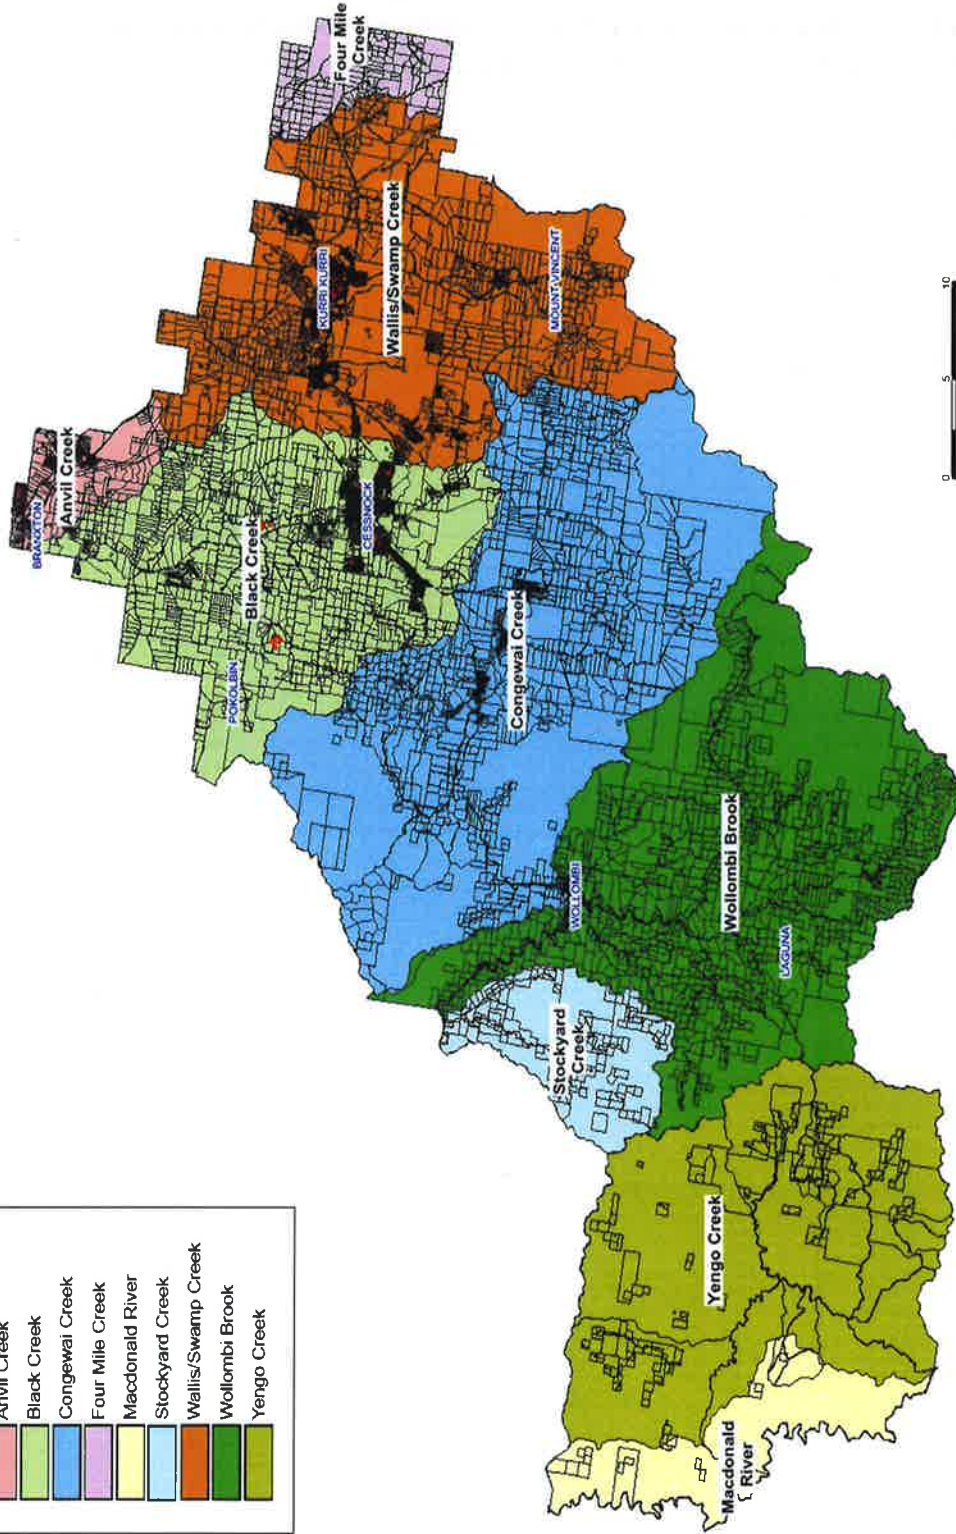 Anvil Creek
Black Creek
Congewai Creek
Four Mile Creek
Macdonald River
Stockyard Creek
Wallis/Swamp Creek
Wollombi Brook
Yengo Creek
Four Mile
Creek
Wallis/Swamp Creek
KURRI KURRI
MOUNT VINCENT
Anvil Creek
BRANXTON
Black Creek
CESSNOCK
POKOLBIN
Congewai Creek
WOLLOMBI
Wollombi Brook
LAGUNA
Stockyard
Creek
Yengo Creek
Macdonald
River
0 5 10